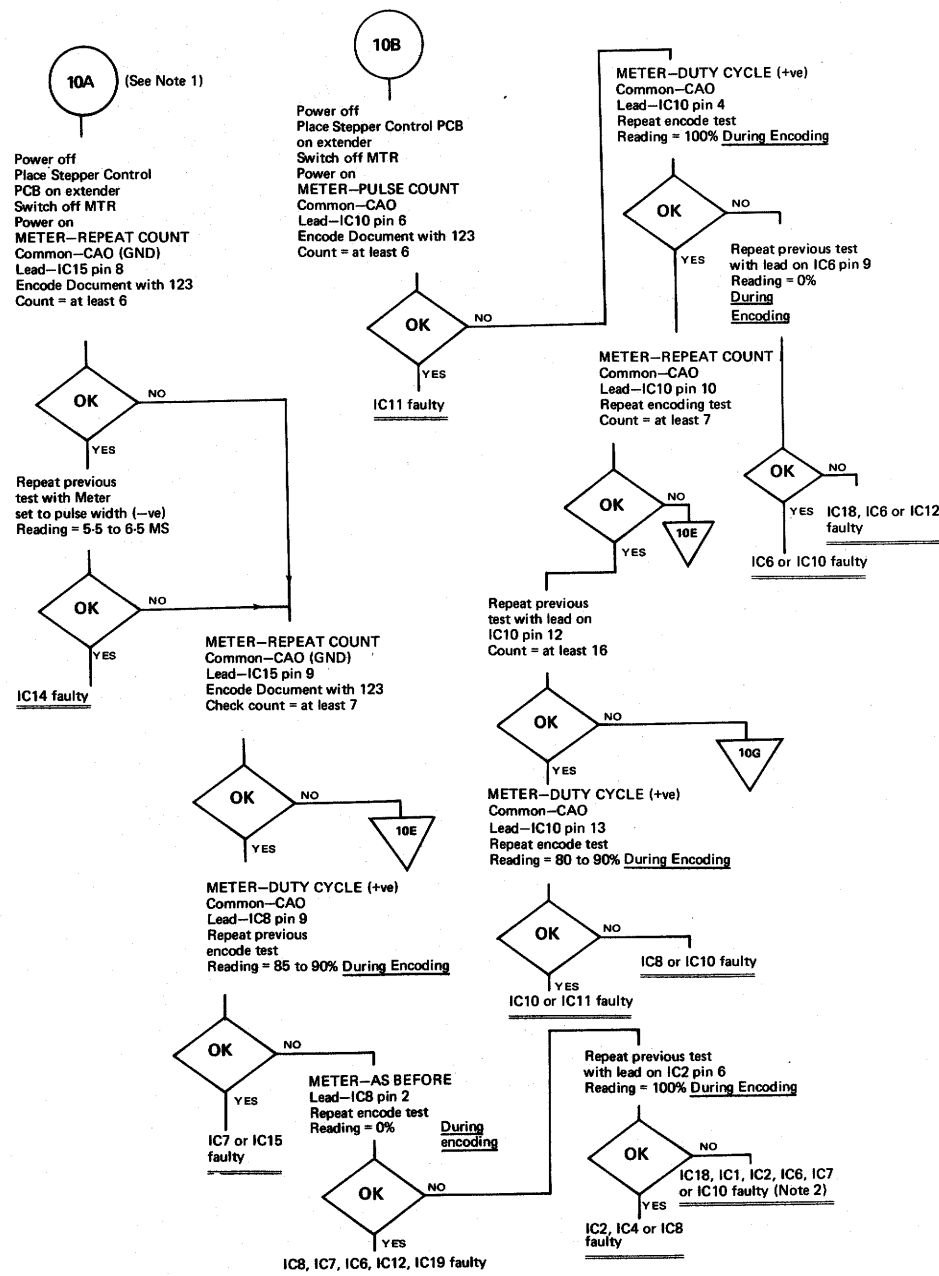 10A
(See Note 1)
Power off
Place Stepper Control
PCB on extender
Switch off MTR
Power on
METER—REPEAT COUNT
Common—CAO (GND)
Lead—IC15 pin 8
Encode Document with 123
Count = at least 6
OK
NO
YES
Repeat previous
test with Meter
set to pulse width (—ve)
Reading = 5·5 to 6·5 MS
OK
NO
YES
IC14 faulty
METER—REPEAT COUNT
Common—CAO (GND)
Lead—IC15 pin 9
Encode Document with 123
Check count = at least 7
OK
NO
10E
YES
METER—DUTY CYCLE (+ve)
Common—CAO
Lead—IC8 pin 9
Repeat previous
encode test
Reading = 85 to 90% During Encoding
OK
NO
YES
IC7 or IC15
faulty
METER—AS BEFORE
Lead—IC8 pin 2
Repeat encode test
Reading = 0% During
encoding
OK
NO
YES
IC8, IC7, IC6, IC12, IC19 faulty
Repeat previous test
with lead on IC2 pin 6
Reading = 100% During Encoding
OK
NO
IC18, IC1, IC2, IC6, IC7
or IC10 faulty (Note 2)
YES
IC2, IC4 or IC8
faulty
10B
Power off
Place Stepper Control PCB
on extender
Switch off MTR
Power on
METER—PULSE COUNT
Common—CAO
Lead—IC10 pin 6
Encode Document with 123
Count = at least 6
OK
NO
YES
IC11 faulty
METER—DUTY CYCLE (+ve)
Common—CAO
Lead—IC10 pin 4
Repeat encode test
Reading = 100% During Encoding
OK
NO
YES
Repeat previous test
with lead on IC6 pin 9
Reading = 0%
During
Encoding
OK
NO
IC18, IC6 or IC12
faulty
YES
IC6 or IC10 faulty
METER—REPEAT COUNT
Common—CAO
Lead—IC10 pin 10
Repeat encoding test
Count = at least 7
OK
NO
10E
YES
Repeat previous
test with lead on
IC10 pin 12
Count = at least 16
OK
NO
10G
YES
METER—DUTY CYCLE (+ve)
Common—CAO
Lead—IC10 pin 13
Repeat encode test
Reading = 80 to 90% During Encoding
OK
NO
IC8 or IC10 faulty
YES
IC10 or IC11 faulty